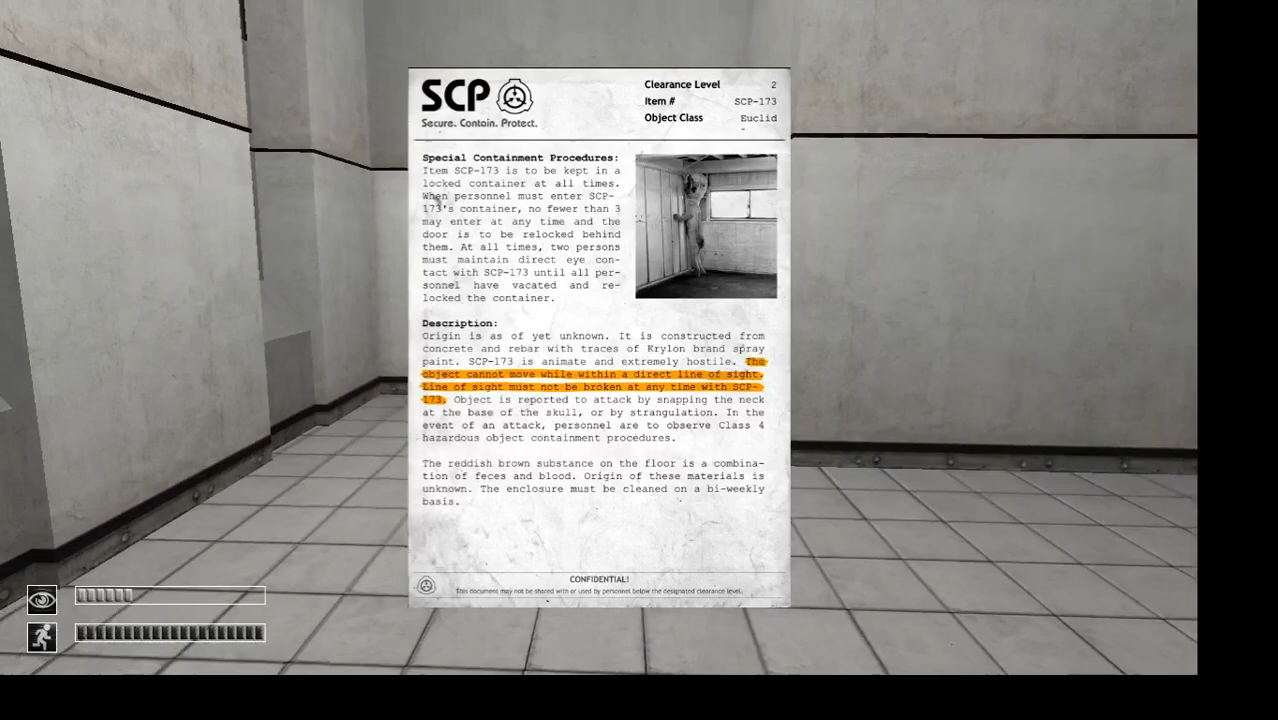 SCP
Secure. Contain. Protect.
Clearance Level 2
Item # SCP-173
Object Class Euclid
Special Containment Procedures:
Item SCP-173 is to be kept in a
locked container at all times.
When personnel must enter SCP-
173's container, no fewer than 3
may enter at any time and the
door is to be relocked behind
them. At all times, two persons
must maintain direct eye con-
tact with SCP-173 until all per-
sonnel have vacated and re-
locked the container.
Description:
Origin is as of yet unknown. It is constructed from
concrete and rebar with traces of Krylon brand spray
paint. SCP-173 is animate and extremely hostile. The
object cannot move while within a direct line of sight.
Line of sight must not be broken at any time with SCP-
173. Object is reported to attack by snapping the neck
at the base of the skull, or by strangulation. In the
event of an attack, personnel are to observe Class 4
hazardous object containment procedures.
The reddish brown substance on the floor is a combina-
tion of feces and blood. Origin of these materials is
unknown. The enclosure must be cleaned on a bi-weekly
basis.
CONFIDENTIAL!
This document may not be shared with or used by personnel below the designated clearance level.